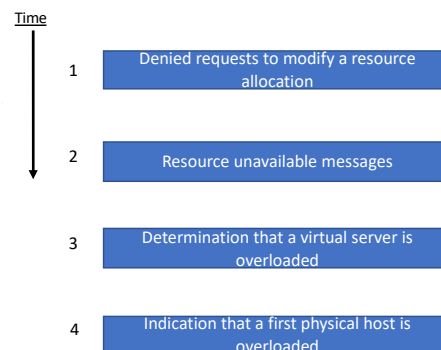 Time
1
Denied requests to modify a resource
allocation
2
Resource unavailable messages
3
Determination that a virtual server is
overloaded
4
Indication that a first physical host is
overloaded